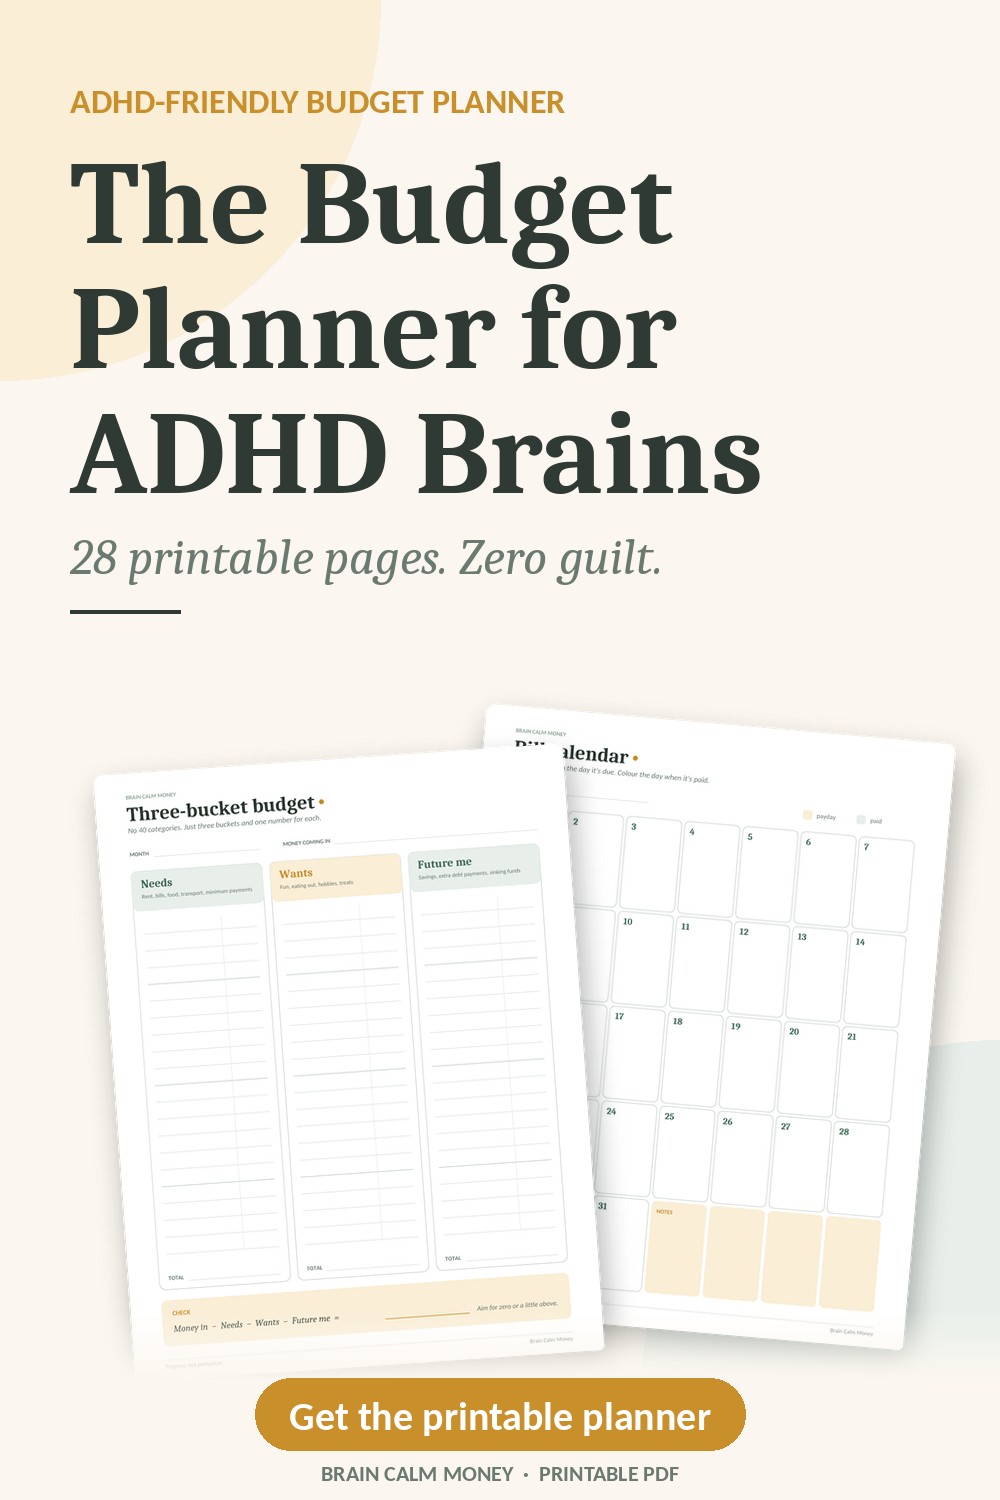 ADHD-FRIENDLY BUDGET PLANNER
The Budget
Planner for
ADHD Brains
28 printable pages. Zero guilt.
BRAIN CALM MONEY
Three-bucket budget
No 40 categories. Just three buckets and one number for each.
MONTH
MONEY COMING IN
Needs
Rent, bills, food, transport, minimum payments
Wants
Fun, eating out, hobbies, treats
Future me
Savings, extra debt payments, sinking funds
TOTAL
TOTAL
TOTAL
CHECK
Money in – Needs – Wants – Future me =
Aim for zero or a little above.
Progress, not perfection.
Brain Calm Money
BRAIN CALM MONEY
alendar
the day it's due. Colour the day when it's paid.
payday
paid
2 3 4 5 6 7
10 11 12 13 14
17 18 19 20 21
24 25 26 27 28
31 NOTES
Brain Calm Money
Get the printable planner
BRAIN CALM MONEY · PRINTABLE PDF